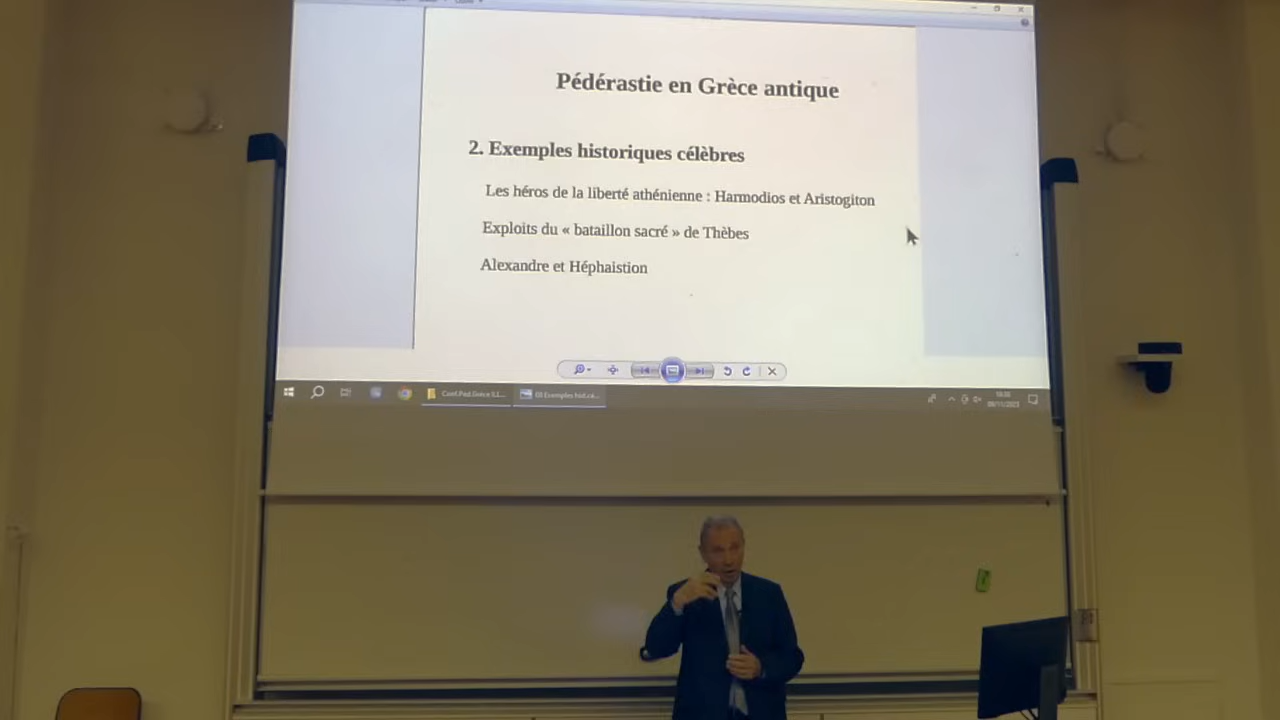 Pédérastie en Grèce antique
2. Exemples historiques célèbres
Les héros de la liberté athénienne : Harmodios et Aristogiton
Exploits du « bataillon sacré » de Thèbes
Alexandre et Héphaistion